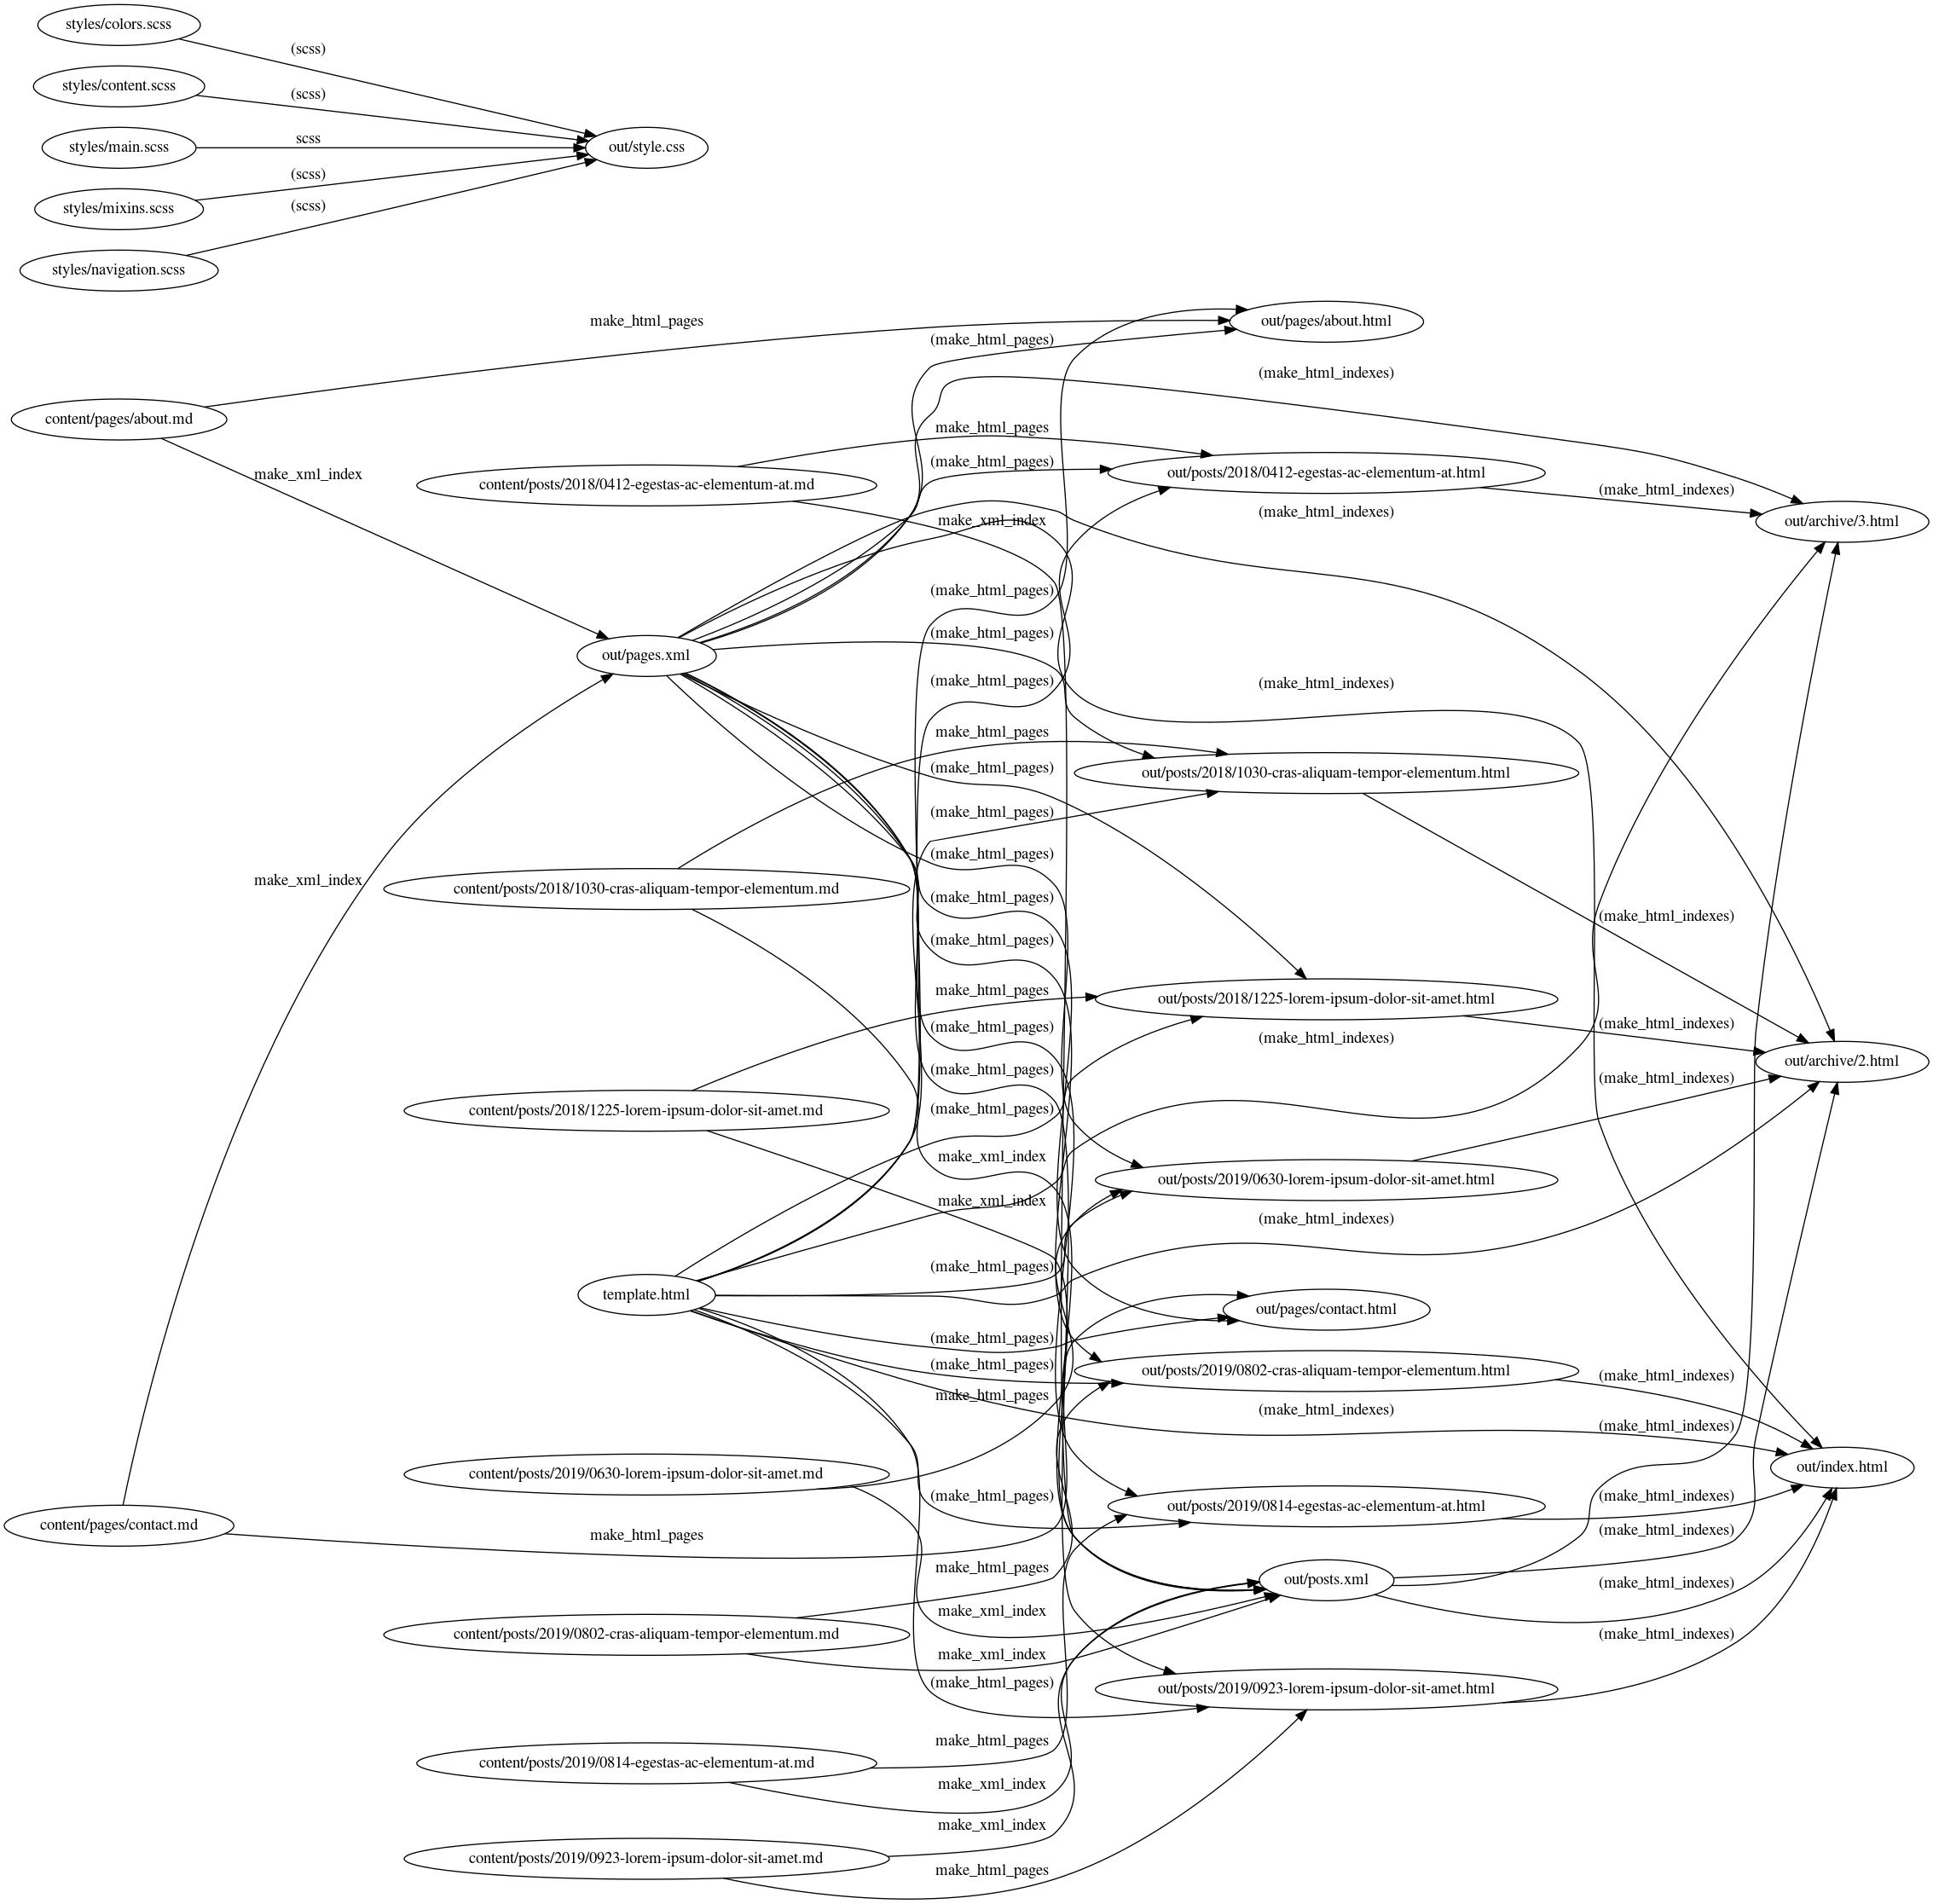 styles/colors.scss
(scss)
styles/content.scss
(scss)
styles/main.scss
scss
out/style.css
(scss)
styles/mixins.scss
(scss)
styles/navigation.scss
make_html_pages
out/pages/about.html
(make_html_pages)
(make_html_indexes)
content/pages/about.md
make_html_pages
(make_html_pages)
out/posts/2018/0412-egestas-ac-elementum-at.html
make_xml_index
content/posts/2018/0412-egestas-ac-elementum-at.md
(make_html_indexes)
(make_html_indexes)
make_xml_index
out/archive/3.html
(make_html_pages)
(make_html_pages)
out/pages.xml
(make_html_pages)
(make_html_indexes)
make_html_pages
(make_html_pages)
out/posts/2018/1030-cras-aliquam-tempor-elementum.html
(make_html_pages)
(make_html_pages)
make_xml_index
content/posts/2018/1030-cras-aliquam-tempor-elementum.md
(make_html_pages)
(make_html_indexes)
(make_html_pages)
make_html_pages
out/posts/2018/1225-lorem-ipsum-dolor-sit-amet.html
(make_html_pages)
(make_html_indexes)
(make_html_indexes)
out/archive/2.html
(make_html_pages)
(make_html_indexes)
content/posts/2018/1225-lorem-ipsum-dolor-sit-amet.md
(make_html_pages)
make_xml_index
out/posts/2019/0630-lorem-ipsum-dolor-sit-amet.html
make_xml_index
(make_html_indexes)
(make_html_pages)
template.html
out/pages/contact.html
(make_html_pages)
(make_html_pages)
out/posts/2019/0802-cras-aliquam-tempor-elementum.html
(make_html_indexes)
make_html_pages
(make_html_indexes)
(make_html_indexes)
out/index.html
content/posts/2019/0630-lorem-ipsum-dolor-sit-amet.md
(make_html_pages)
(make_html_indexes)
out/posts/2019/0814-egestas-ac-elementum-at.html
content/pages/contact.md
make_html_pages
(make_html_indexes)
make_html_pages
out/posts.xml
(make_html_indexes)
make_xml_index
content/posts/2019/0802-cras-aliquam-tempor-elementum.md
(make_html_indexes)
make_xml_index
(make_html_pages)
out/posts/2019/0923-lorem-ipsum-dolor-sit-amet.html
make_html_pages
content/posts/2019/0814-egestas-ac-elementum-at.md
make_xml_index
make_xml_index
content/posts/2019/0923-lorem-ipsum-dolor-sit-amet.md
make_html_pages